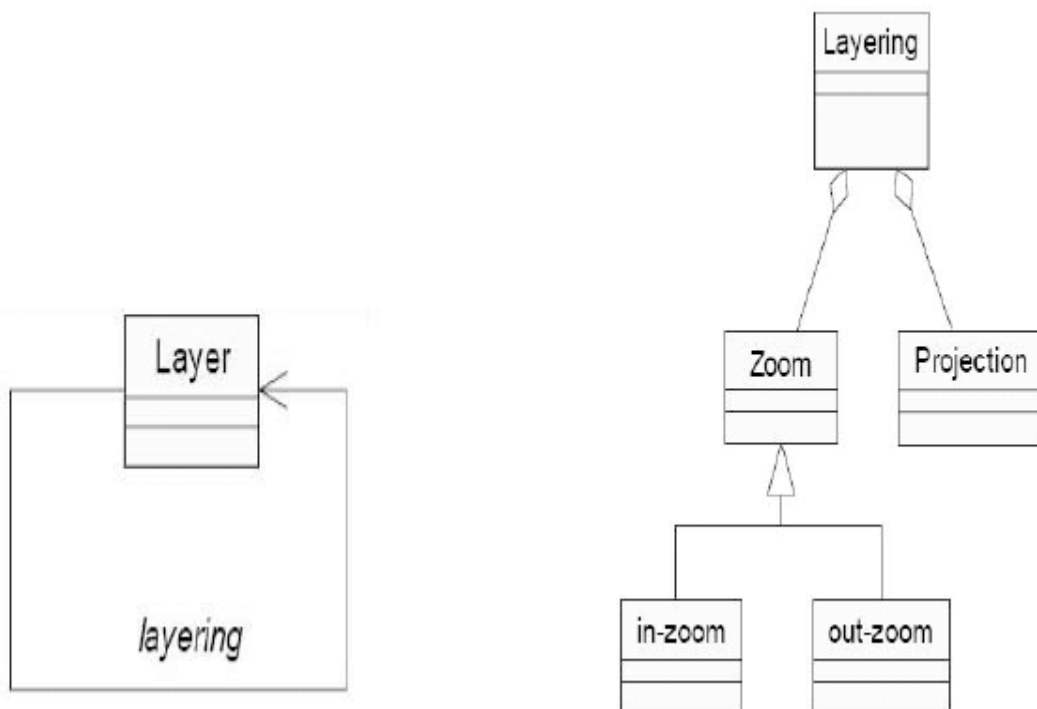 Layering
Layer
Zoom
Projection
layering
in-zoom
out-zoom